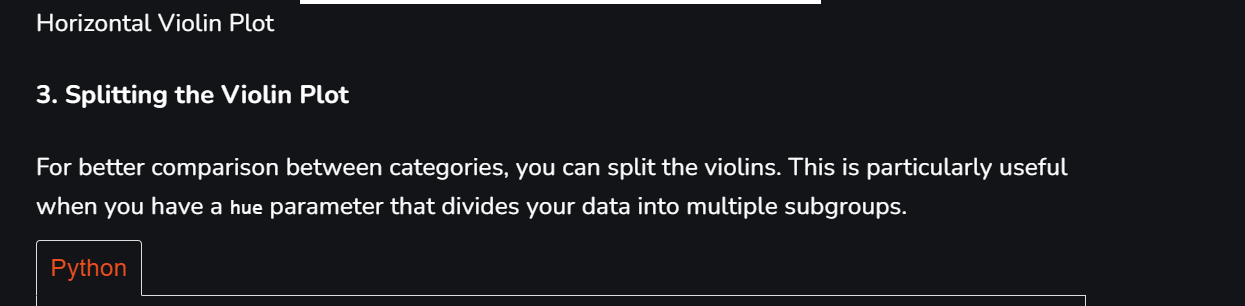 Horizontal Violin Plot
3. Splitting the Violin Plot
For better comparison between categories, you can split the violins. This is particularly useful
when you have a hue parameter that divides your data into multiple subgroups.
Python